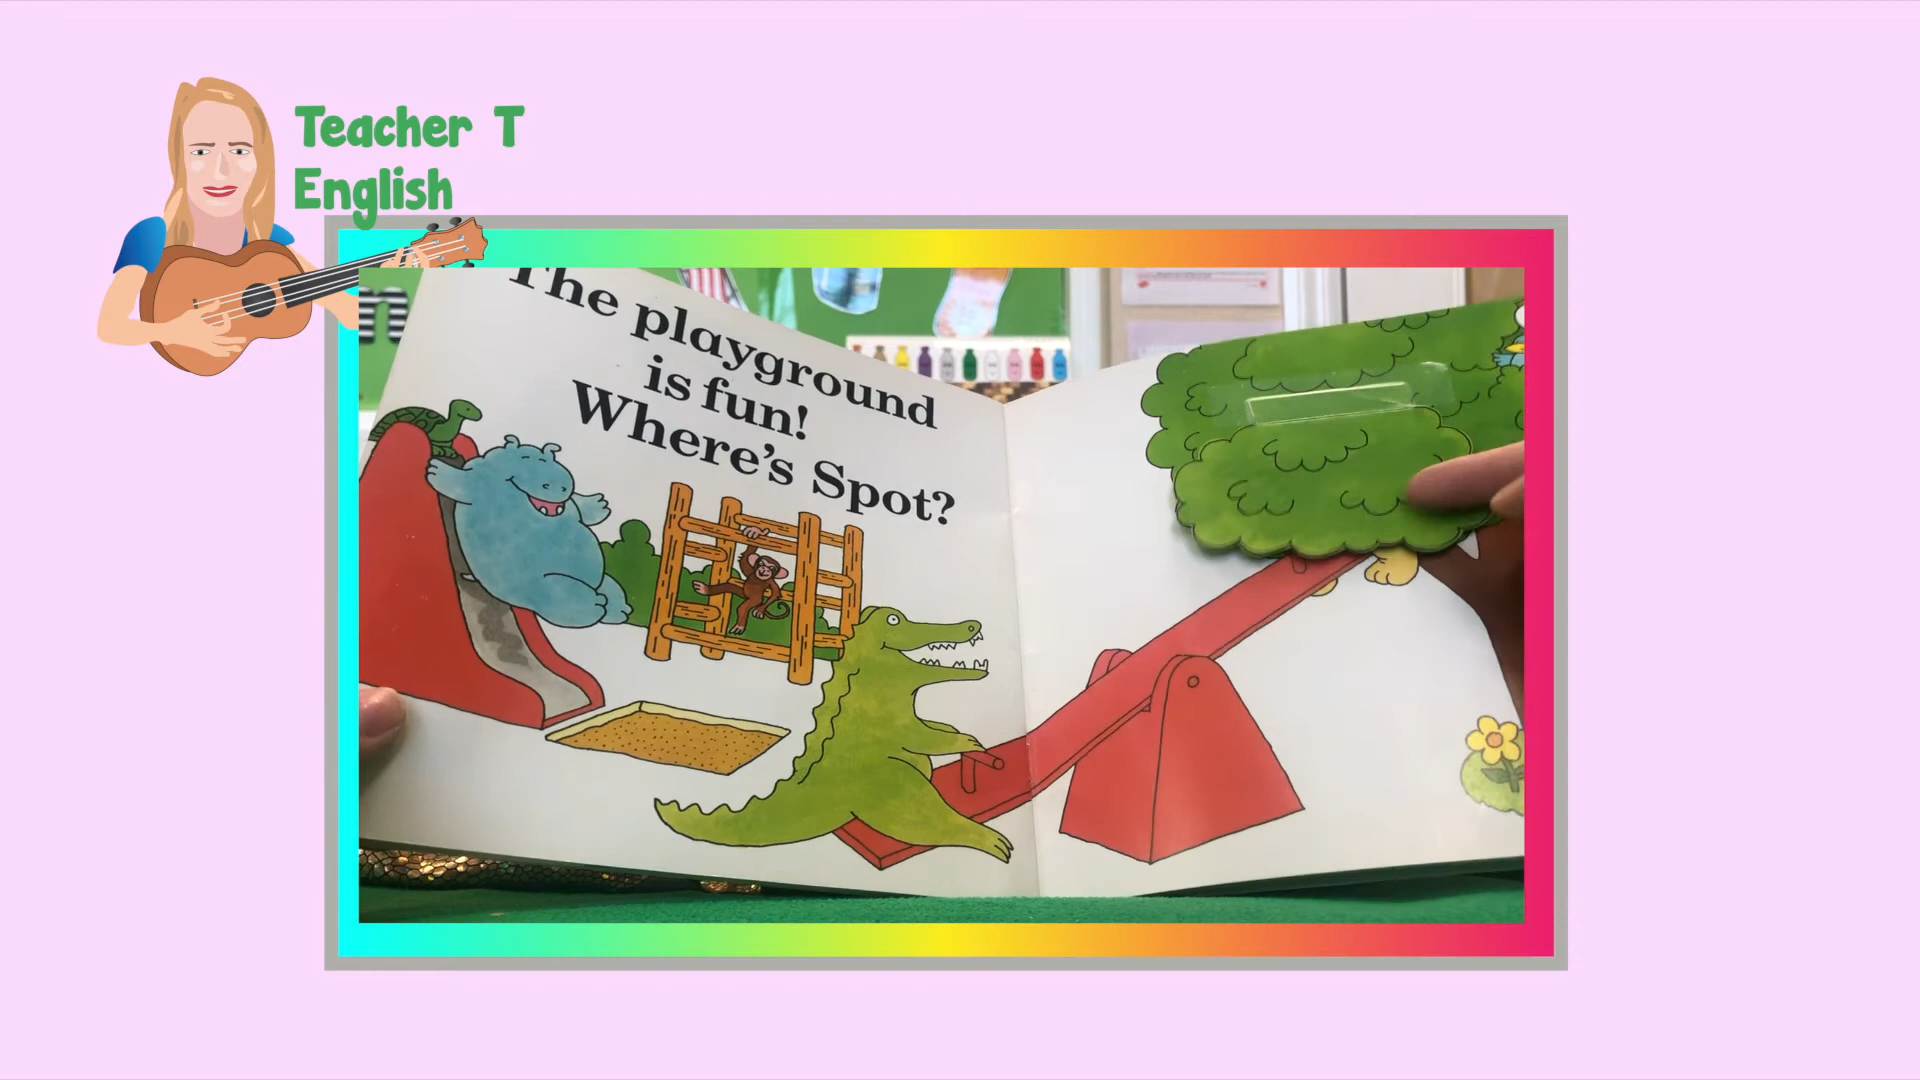 Teacher T
English
The playground
is fun!
Where's Spot?